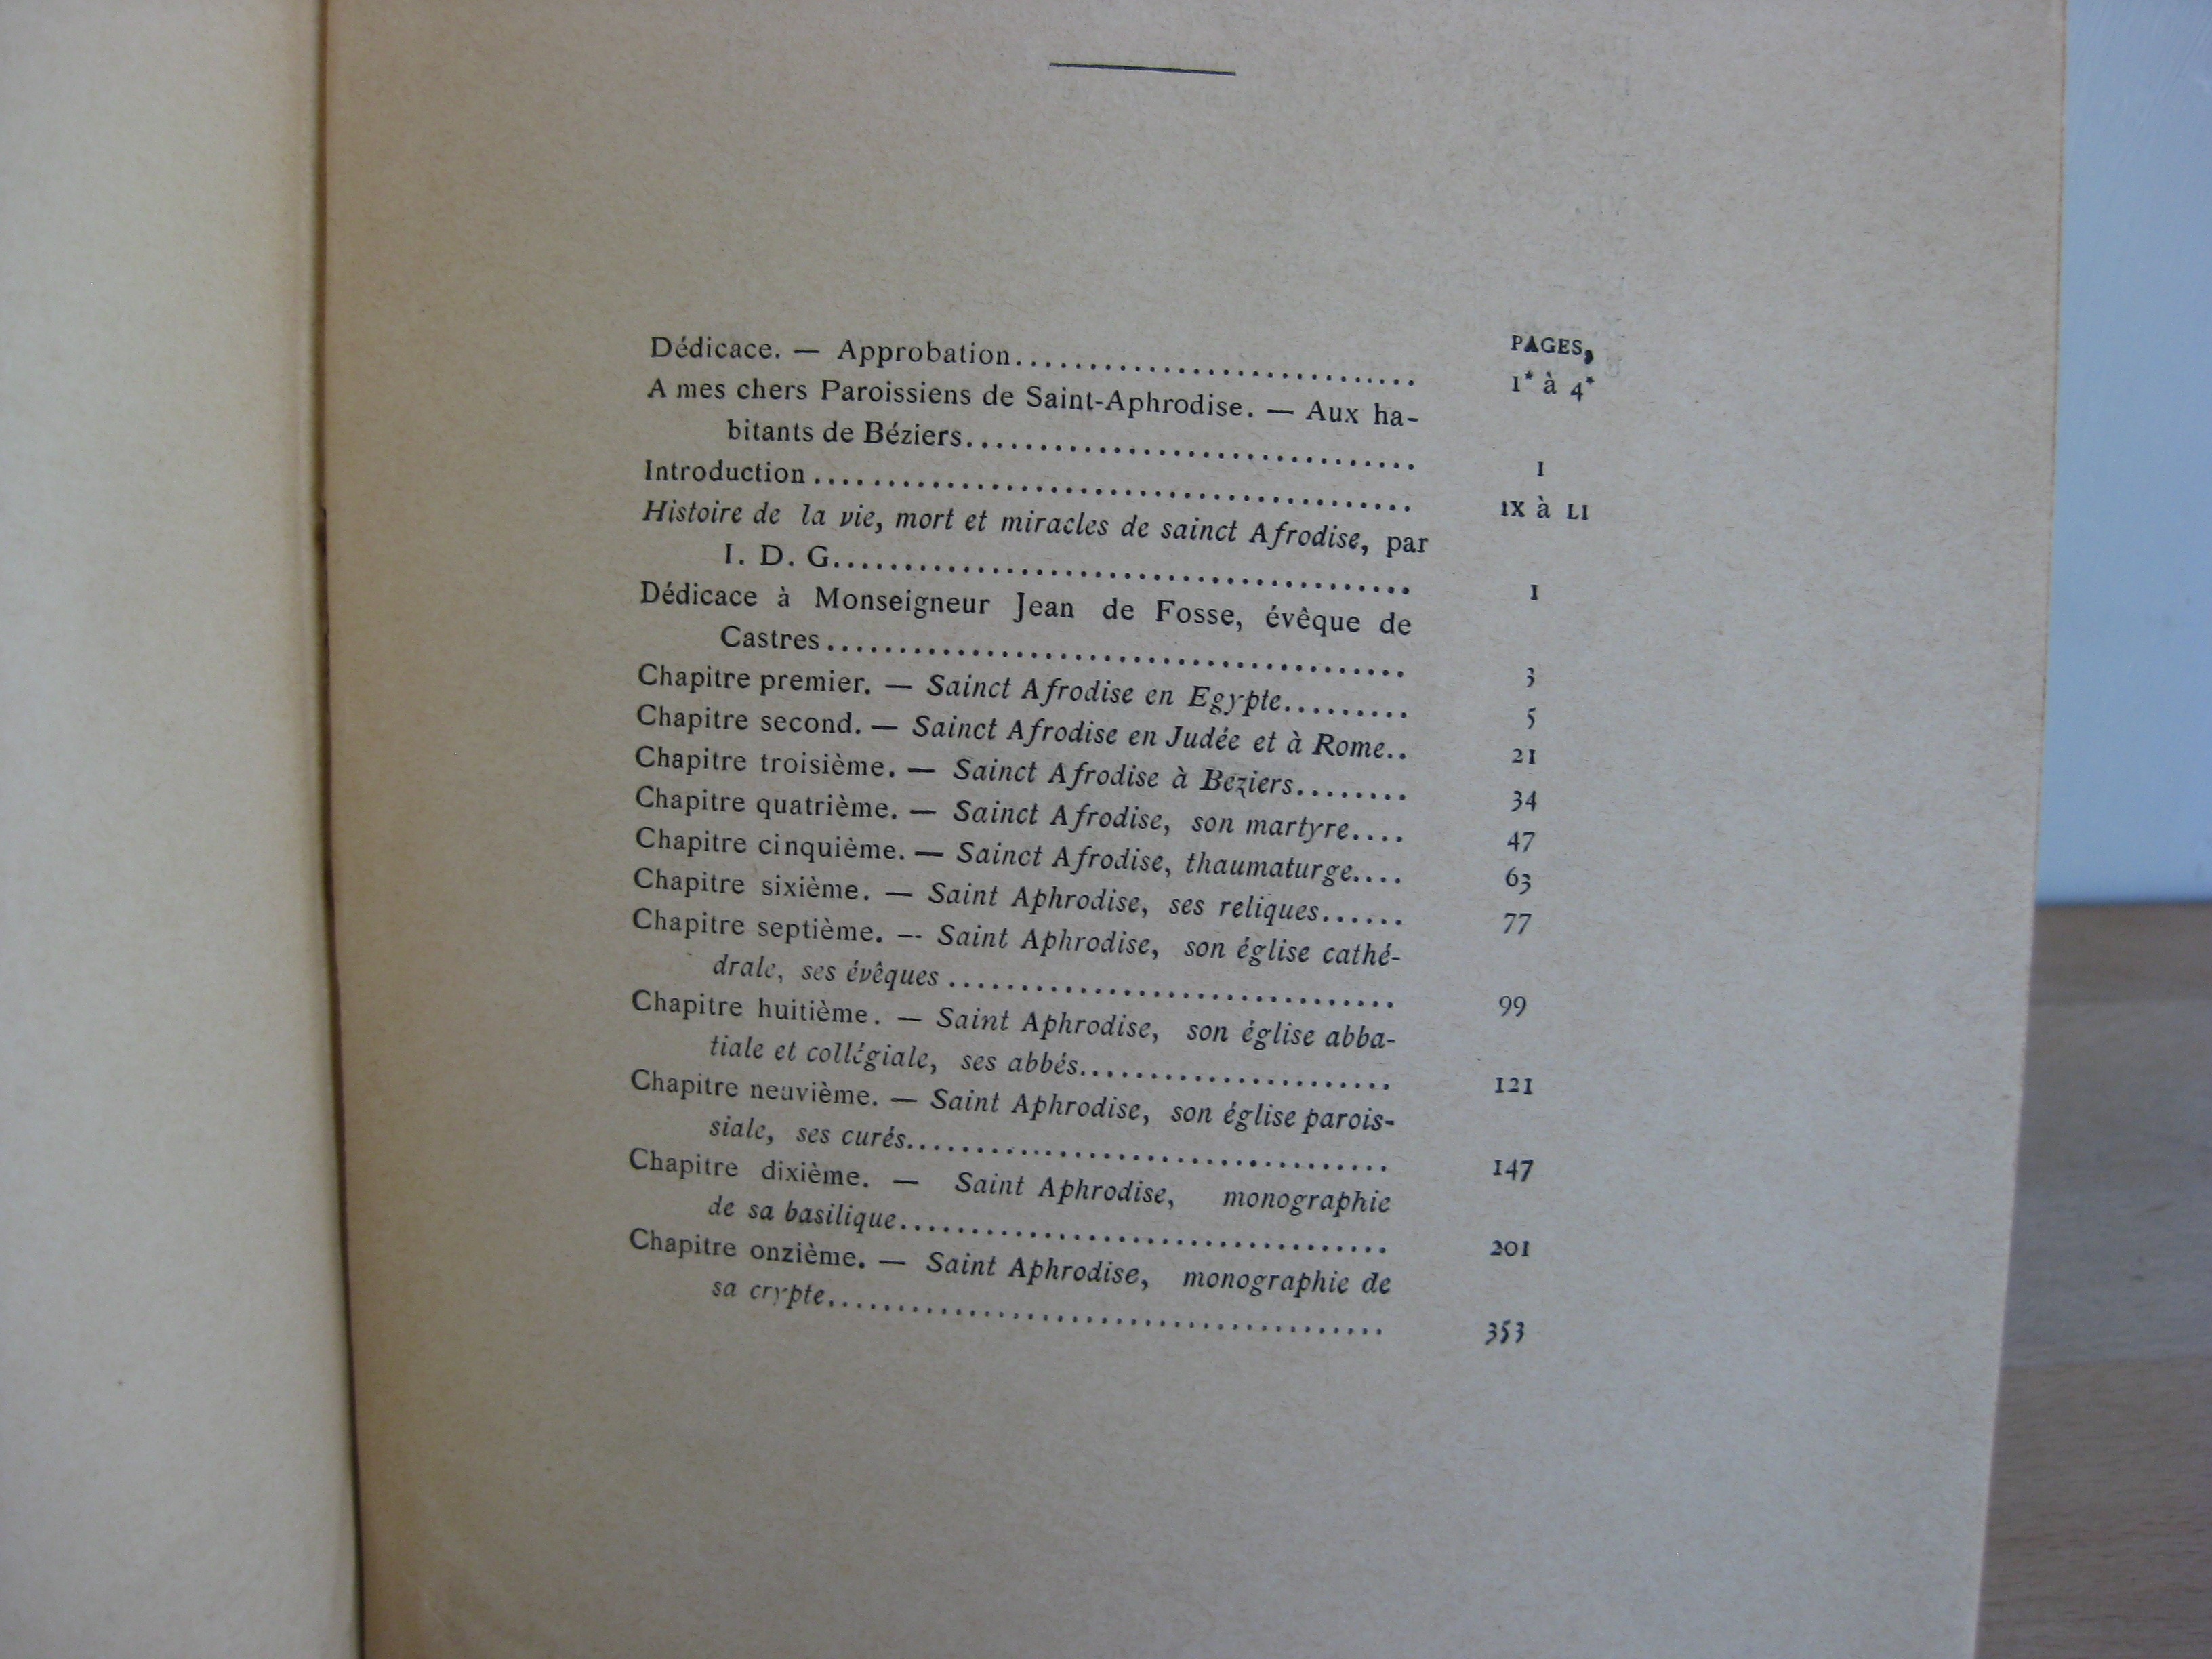 PAGES,
Dédicace. — Approbation.............................. 1* à 4*
A mes chers Paroissiens de Saint-Aphrodise. — Aux ha-
bitants de Béziers................................. I
Introduction......................................... IX à LI
Histoire de la vie, mort et miracles de sainct Afrodise, par
I. D. G.......................................... 1
Dédicace à Monseigneur Jean de Fosse, évêque de
Castres.......................................... 3
Chapitre premier. — Sainct Afrodise en Egypte......... 5
Chapitre second. — Sainct Afrodise en Judée et à Rome.. 21
Chapitre troisième. — Sainct Afrodise à Beziers........ 34
Chapitre quatrième. — Sainct Afrodise, son martyre.... 47
Chapitre cinquième. — Sainct Afrodise, thaumaturge.... 63
Chapitre sixième. — Saint Aphrodise, ses reliques...... 77
Chapitre septième. — Saint Aphrodise, son église cathé-
drale, ses évêques ................................ 99
Chapitre huitième. — Saint Aphrodise, son église abba-
tiale et collégiale, ses abbés...................... 121
Chapitre neuvième. — Saint Aphrodise, son église parois-
siale, ses curés................................... 147
Chapitre dixième. — Saint Aphrodise, monographie
de sa basilique................................... 201
Chapitre onzième. — Saint Aphrodise, monographie de
sa crypte........................................ 353